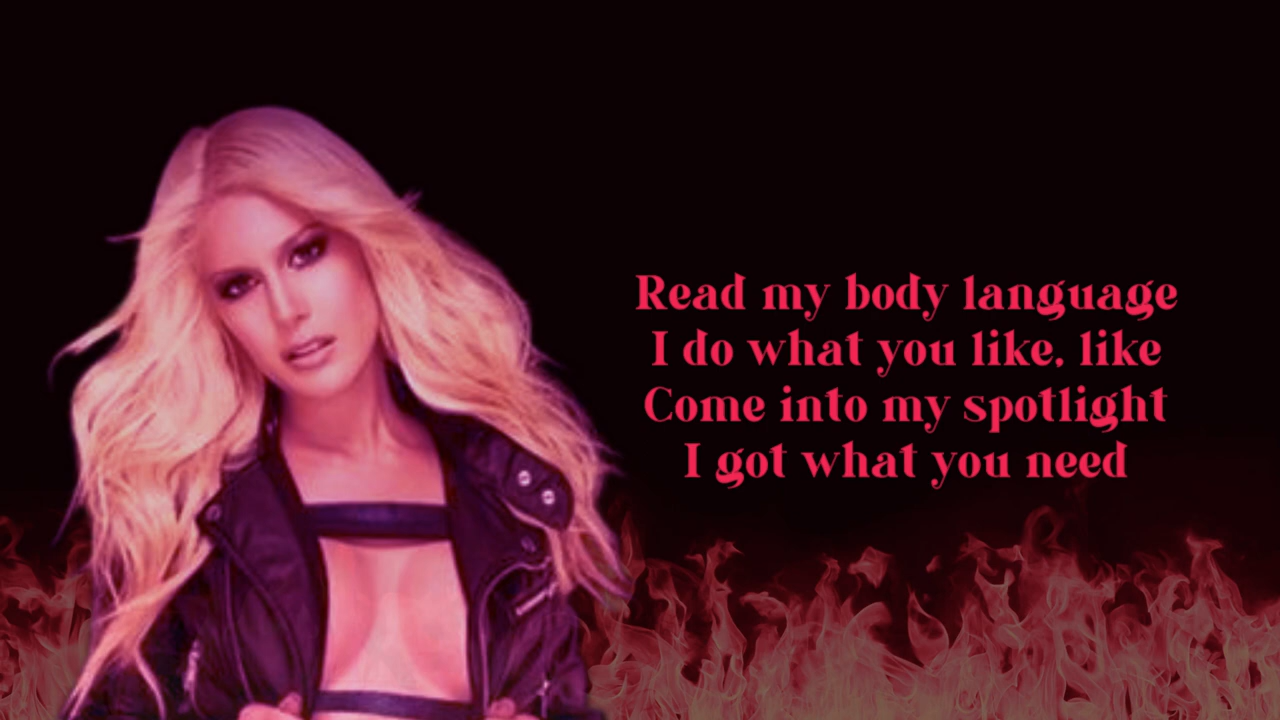 Read my body language
I do what you like, like
Come into my spotlight
I got what you need